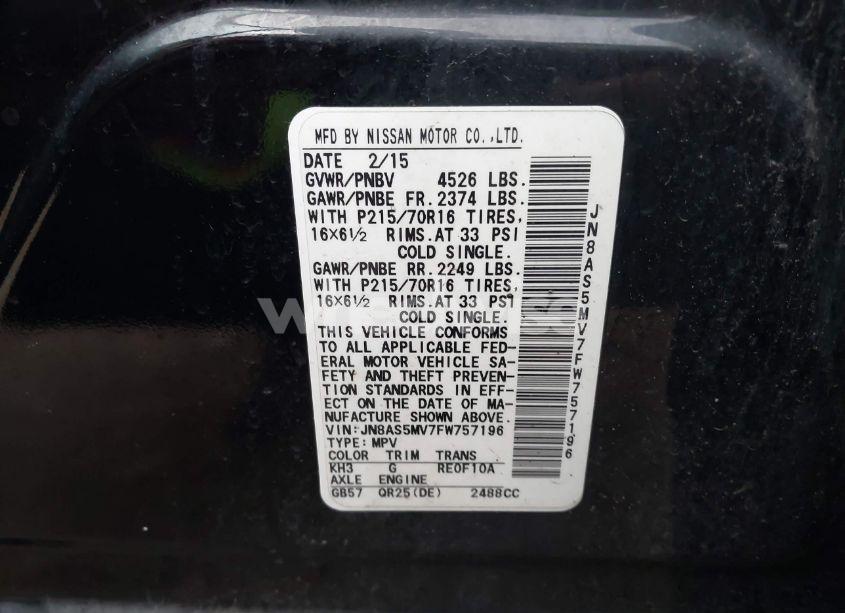 MFD BY NISSAN MOTOR CO.,LTD.
DATE 2/15
GVWR/PNBV 4526 LBS.
GAWR/PNBE FR. 2374 LBS.
WITH P215/70R16 TIRES,
16×6½ RIMS. AT 33 PSI
COLD SINGLE.
GAWR/PNBE RR. 2249 LBS.
WITH P215/70R16 TIRES,
16×6½ RIMS. AT 33 PSI
COLD SINGLE.
THIS VEHICLE CONFORMS
TO ALL APPLICABLE FED-
ERAL MOTOR VEHICLE SA-
FETY AND THEFT PREVEN-
TION STANDARDS IN EFF-
ECT ON THE DATE OF MA-
NUFACTURE SHOWN ABOVE.
VIN:JN8AS5MV7FW757196
TYPE:MPV
COLOR TRIM TRANS
KH3 G RE0F10A
AXLE ENGINE
GB57 QR25(DE) 2488CC
JN8AS5MV7FW757196